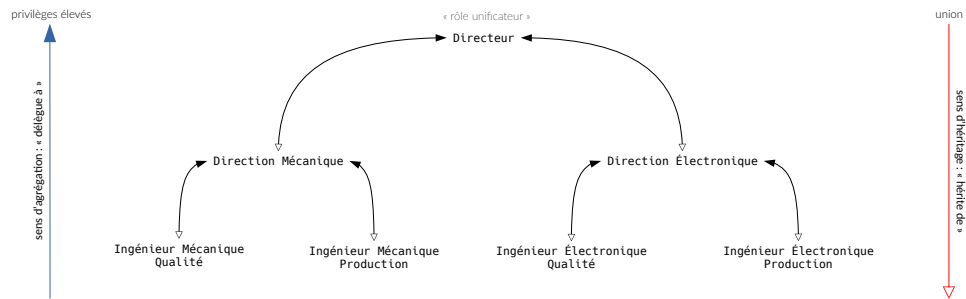 privilèges élevés
« rôle unificateur »
union
Directeur
sens d'agrégation : « délègue à »
sens d'héritage : « hérite de »
Direction Mécanique
Direction Électronique
Ingénieur Mécanique
Qualité
Ingénieur Mécanique
Production
Ingénieur Électronique
Qualité
Ingénieur Électronique
Production